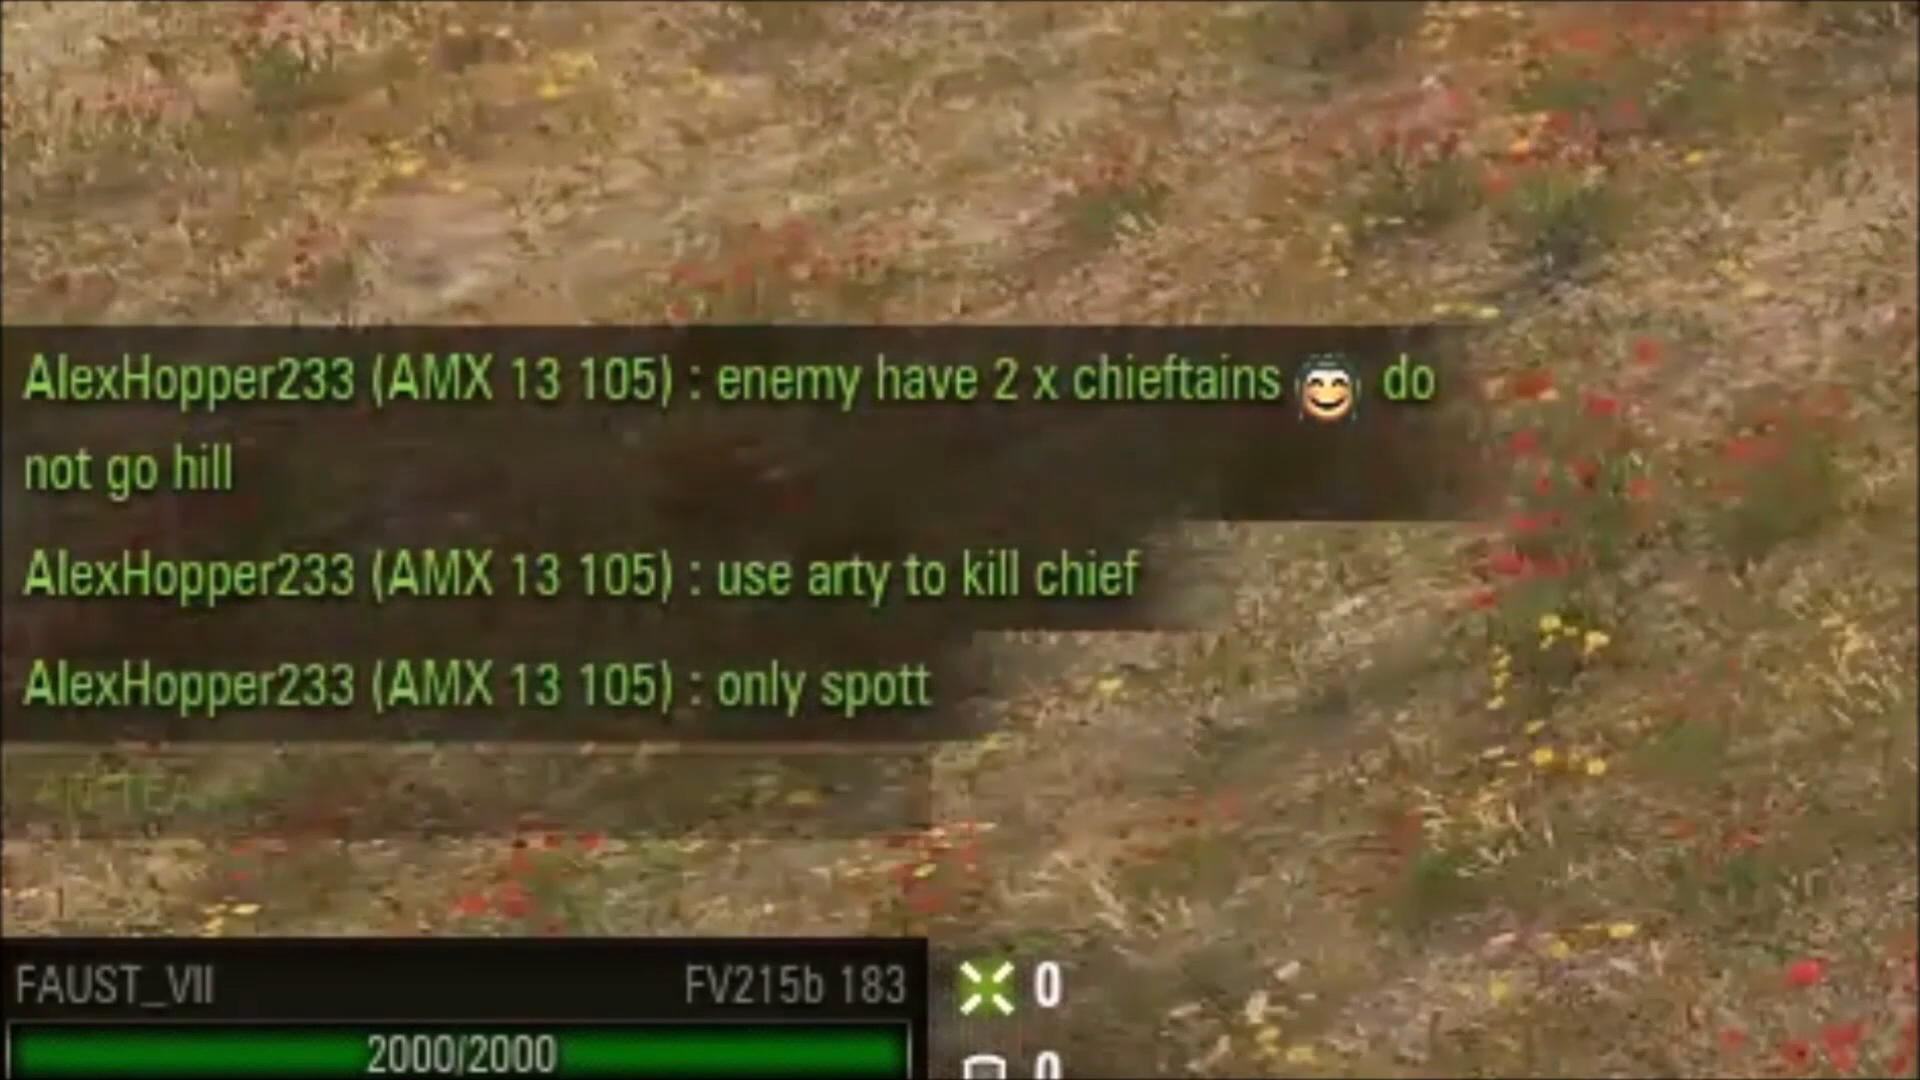 AlexHopper233 (AMX 13 105) : enemy have 2 x chieftains 😄 do
not go hill
AlexHopper233 (AMX 13 105) : use arty to kill chief
AlexHopper233 (AMX 13 105) : only spott
FAUST_VII FV215b 183 0
2000/2000 0